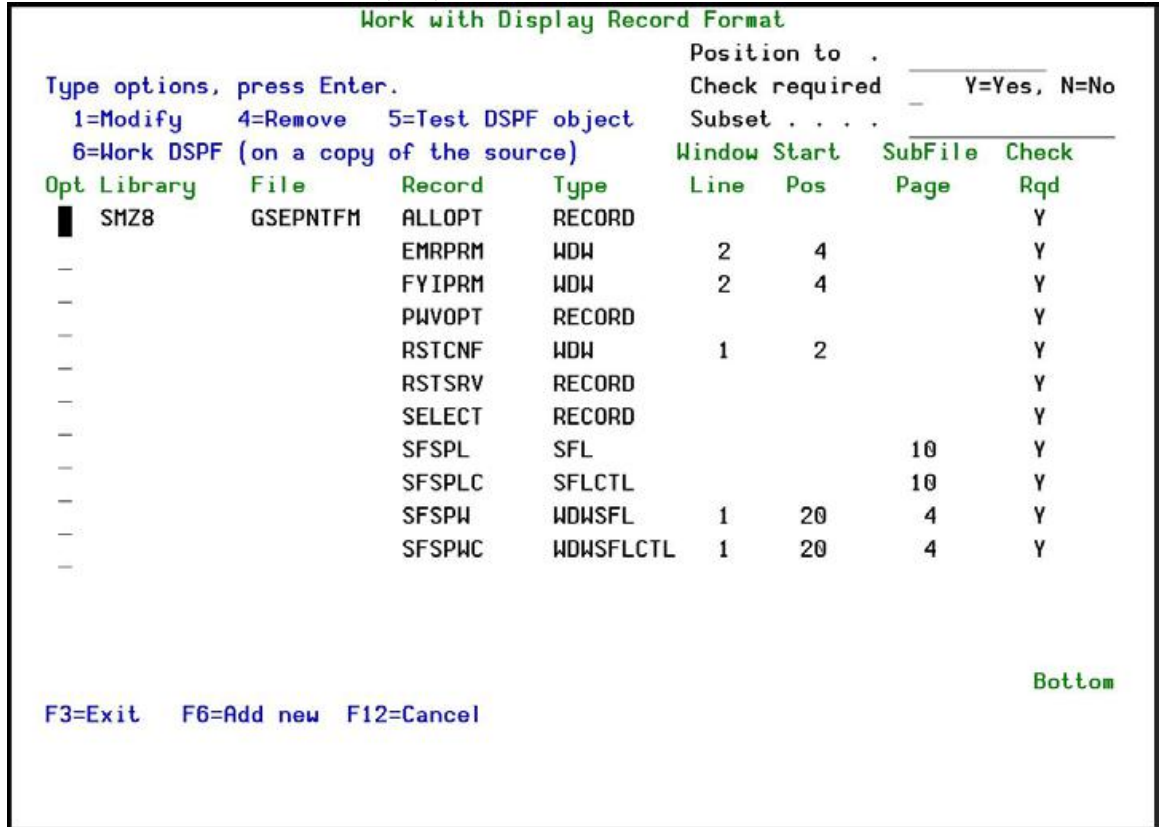 Work with Display Record Format
Position to  .  __________
Type options, press Enter.  Check required  _  Y=Yes, N=No
1=Modify  4=Remove  5=Test DSPF object  Subset . . . .  _______________
6=Work DSPF (on a copy of the source)  Window Start  SubFile  Check
Opt Library  File  Record  Type  Line  Pos  Page  Rqd
SMZ8  GSEPNTFM  ALLOPT  RECORD  Y
_  EMRPRM  WDW  2  4  Y
_  FYIPRM  WDW  2  4  Y
_  PWVOPT  RECORD  Y
_  RSTCNF  WDW  1  2  Y
_  RSTSRV  RECORD  Y
_  SELECT  RECORD  Y
_  SFSPL  SFL  10  Y
_  SFSPLC  SFLCTL  10  Y
_  SFSPW  WDWSFL  1  20  4  Y
_  SFSPWC  WDWSFLCTL  1  20  4  Y
Bottom
F3=Exit  F6=Add new  F12=Cancel